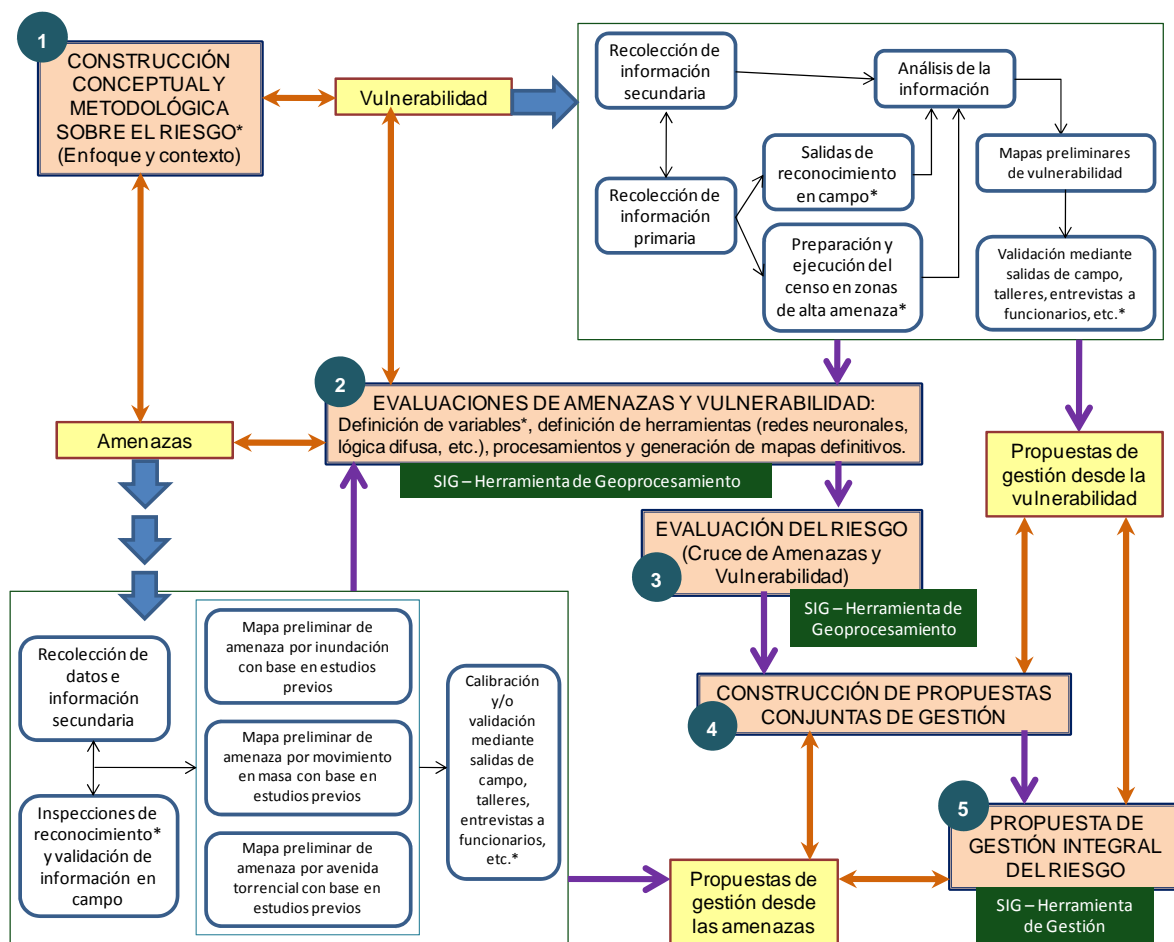 1
CONSTRUCCIÓN
CONCEPTUAL Y
METODOLÓGICA
SOBRE EL RIESGO*
(Enfoque y contexto)
Vulnerabilidad
Recolección de
información
secundaria
Análisis de la
información
Salidas de
reconocimiento
en campo*
Mapas preliminares
de vulnerabilidad
Recolección de
información
primaria
Preparación y
ejecución del
censo en zonas
de alta amenaza*
Validación mediante
salidas de campo,
talleres, entrevistas a
funcionarios, etc.*
2
EVALUACIONES DE AMENAZAS Y VULNERABILIDAD:
Definición de variables*, definición de herramientas (redes neuronales,
lógica difusa, etc.), procesamientos y generación de mapas definitivos.
SIG – Herramienta de Geoprocesamiento
Amenazas
Propuestas de
gestión desde la
vulnerabilidad
EVALUACIÓN DEL RIESGO
(Cruce de Amenazas y
Vulnerabilidad)
3
SIG – Herramienta de
Geoprocesamiento
Recolección de
datos e
información
secundaria
Inspecciones de
reconocimiento*
y validación de
información en
campo
Mapa preliminar de
amenaza por inundación
con base en estudios
previos
Mapa preliminar de
amenaza por movimiento
en masa con base en
estudios previos
Mapa preliminar de
amenaza por avenida
torrencial con base en
estudios previos
Calibración
y/o
validación
mediante
salidas de
campo,
talleres,
entrevistas a
funcionarios,
etc.*
CONSTRUCCIÓN DE PROPUESTAS
CONJUNTAS DE GESTIÓN
4
5
PROPUESTA DE
GESTIÓN INTEGRAL
DEL RIESGO
SIG – Herramienta
de Gestión
Propuestas de
gestión desde
las amenazas